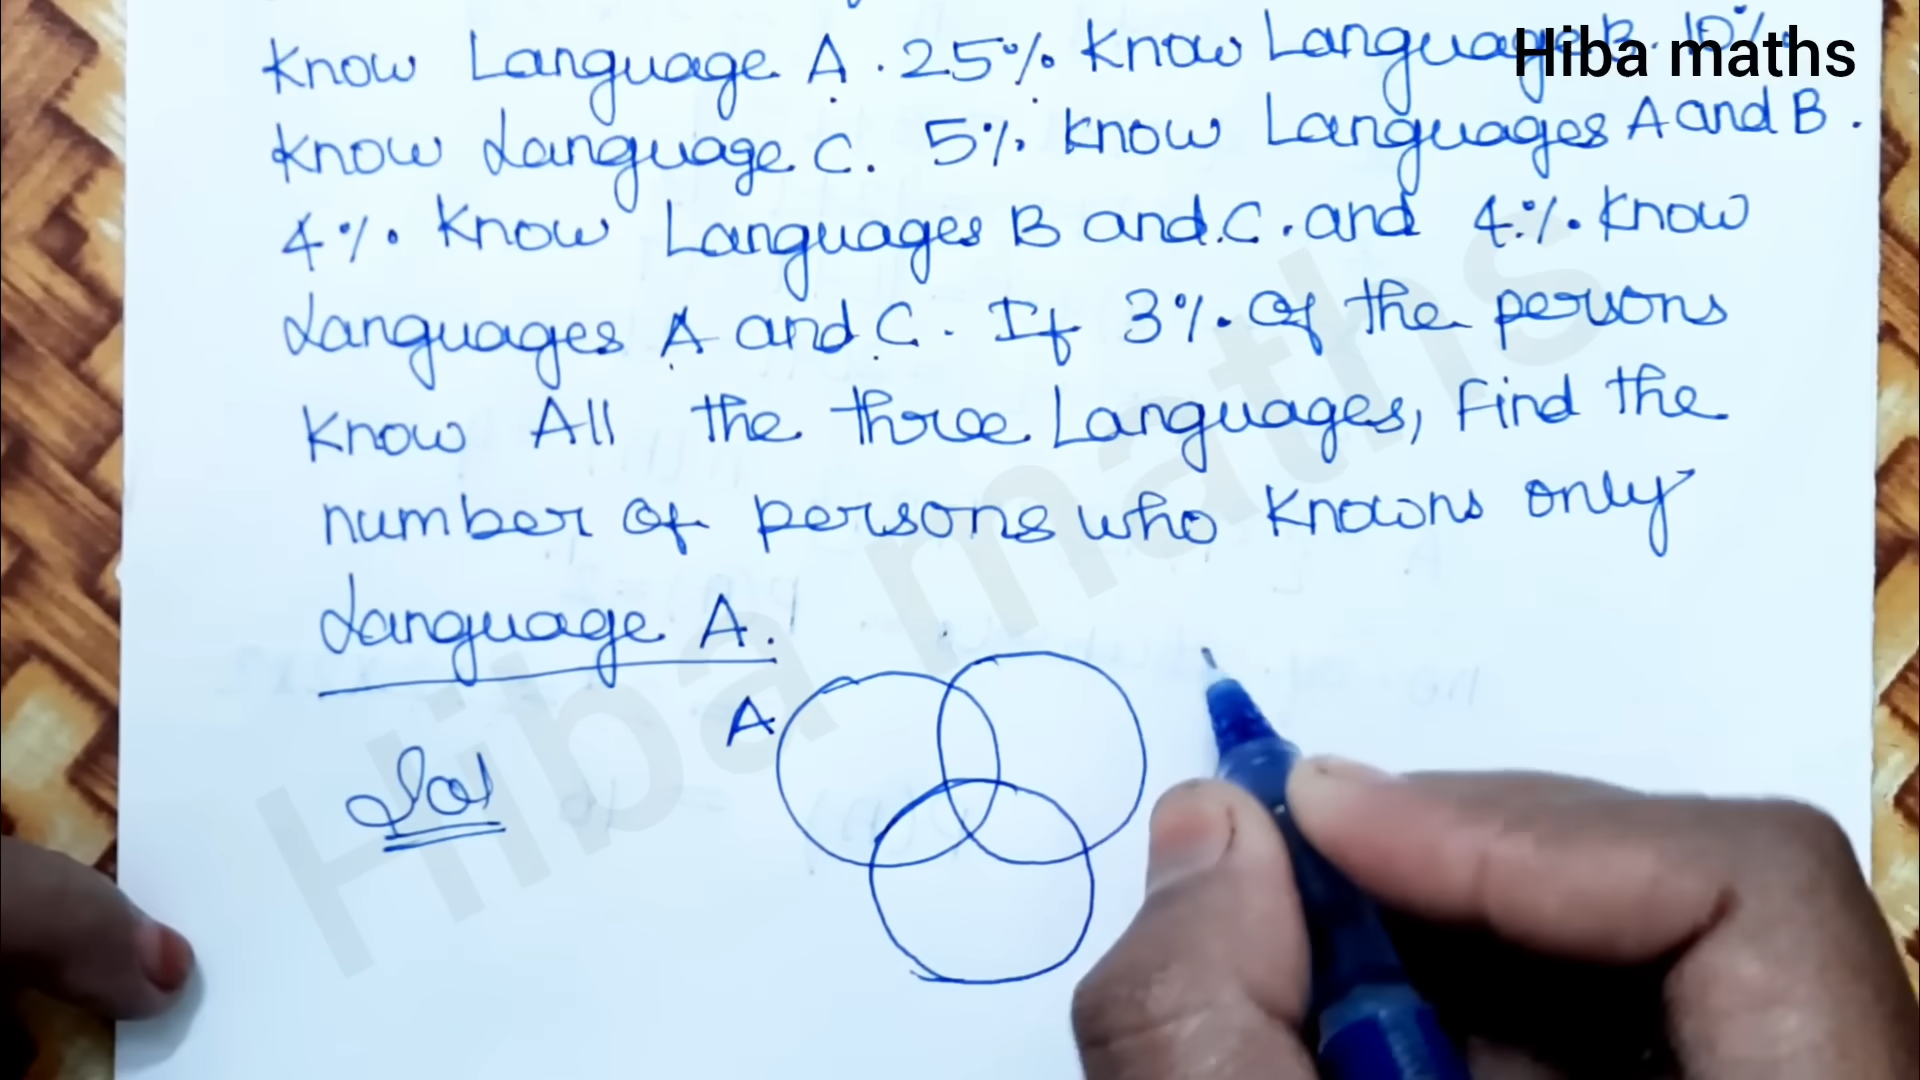 Know Language A. 25% Know Language B. 10%
Hiba maths
Know Language C. 5% Know Languages A and B.
4%. Know Languages B and C. and 4%. Know
Languages A and C. If 3%. of the persons
Know All the three Languages, Find the
number of persons who Knowns only
Language A.
A
Sol
Hiba maths